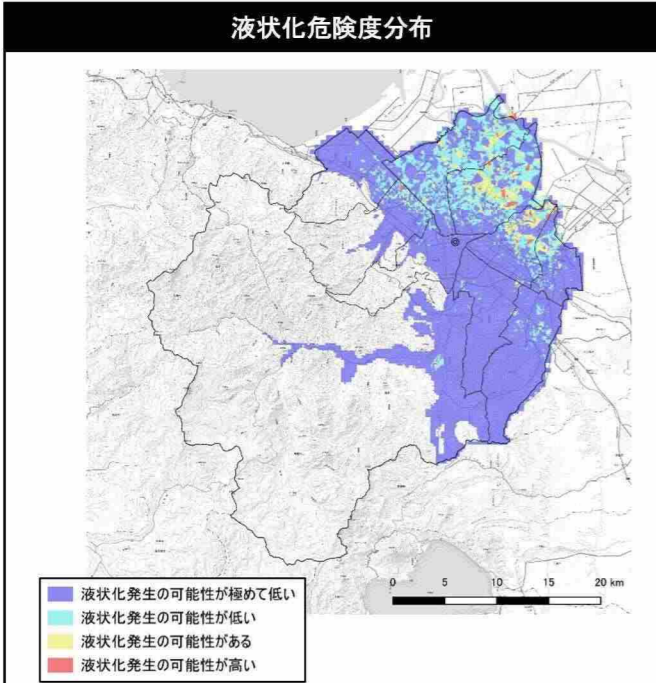 液状化危険度分布
0 5 10 15 20 km
液状化発生の可能性が極めて低い
液状化発生の可能性が低い
液状化発生の可能性がある
液状化発生の可能性が高い